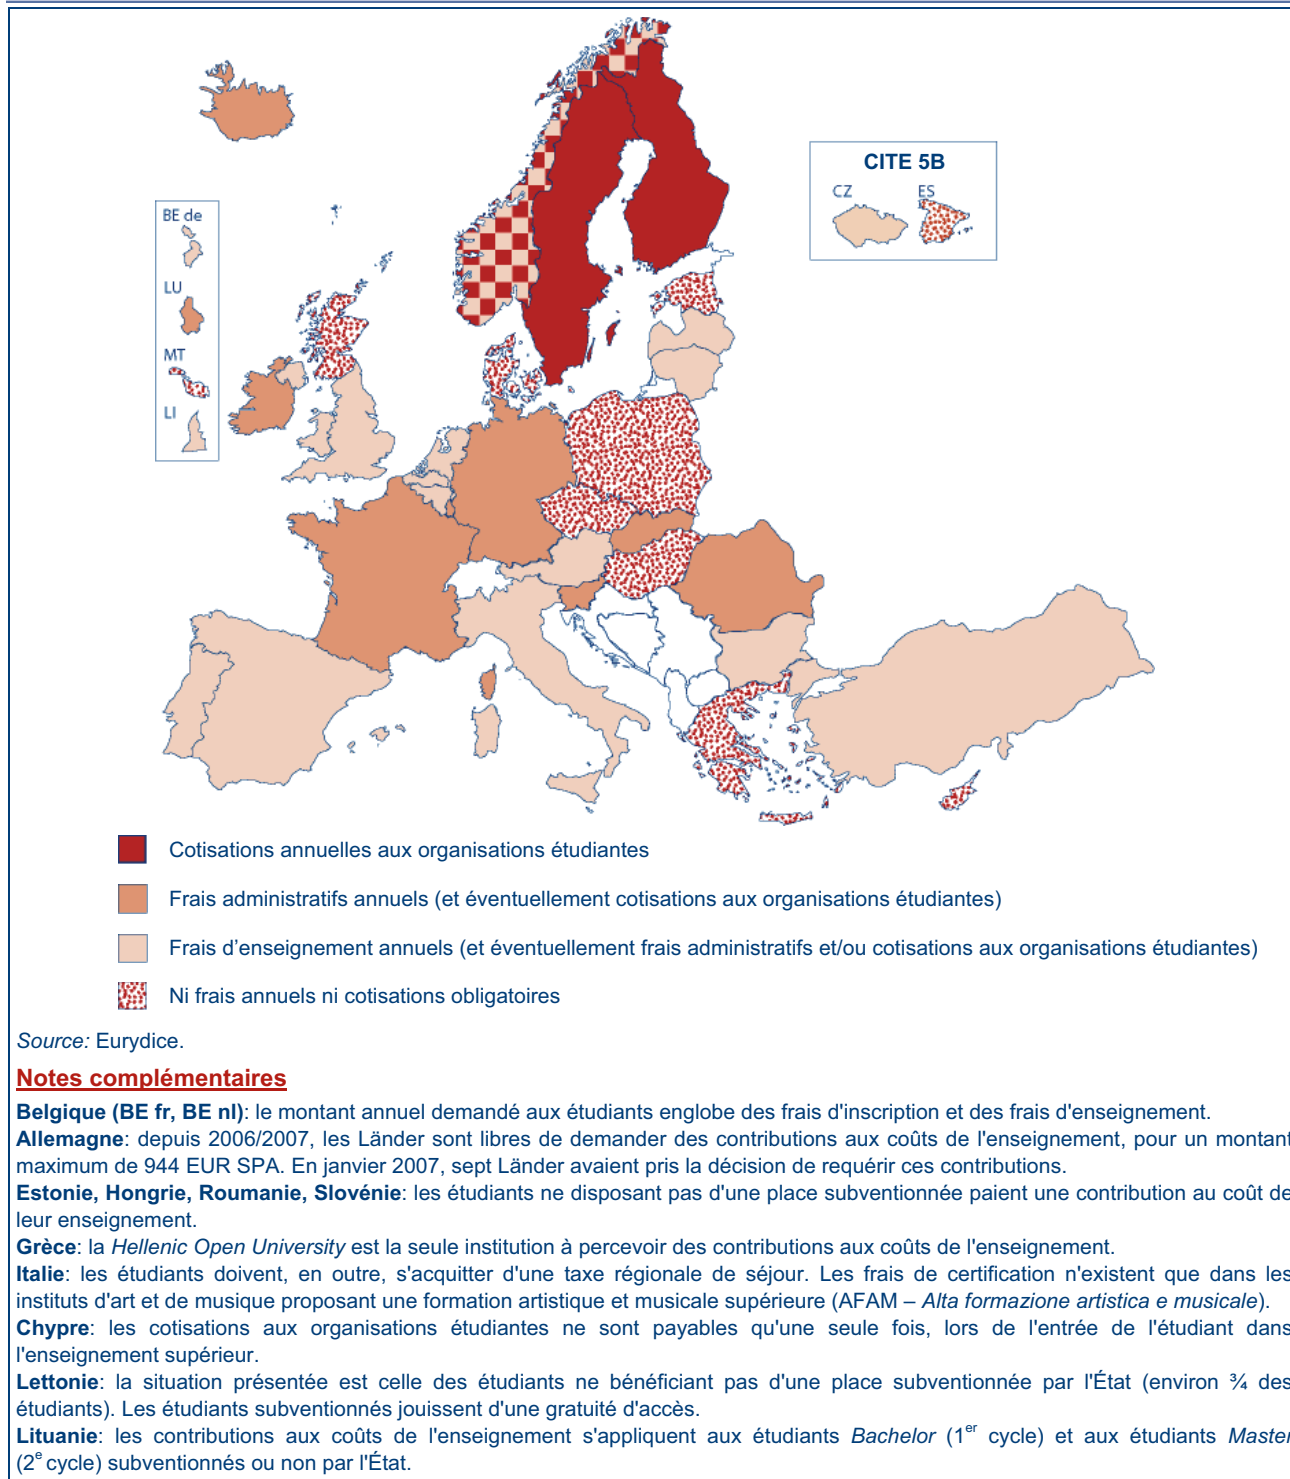 CITE 5B
CZ
ES
BE de
LU
MT
LI
Cotisations annuelles aux organisations étudiantes
Frais administratifs annuels (et éventuellement cotisations aux organisations étudiantes)
Frais d'enseignement annuels (et éventuellement frais administratifs et/ou cotisations aux organisations étudiantes)
Ni frais annuels ni cotisations obligatoires
Source: Eurydice.
Notes complémentaires
Belgique (BE fr, BE nl): le montant annuel demandé aux étudiants englobe des frais d'inscription et des frais d'enseignement.
Allemagne: depuis 2006/2007, les Länder sont libres de demander des contributions aux coûts de l'enseignement, pour un montant
maximum de 944 EUR SPA. En janvier 2007, sept Länder avaient pris la décision de requérir ces contributions.
Estonie, Hongrie, Roumanie, Slovénie: les étudiants ne disposant pas d'une place subventionnée paient une contribution au coût de
leur enseignement.
Grèce: la Hellenic Open University est la seule institution à percevoir des contributions aux coûts de l'enseignement.
Italie: les étudiants doivent, en outre, s'acquitter d'une taxe régionale de séjour. Les frais de certification n'existent que dans les
instituts d'art et de musique proposant une formation artistique et musicale supérieure (AFAM – Alta formazione artistica e musicale).
Chypre: les cotisations aux organisations étudiantes ne sont payables qu'une seule fois, lors de l'entrée de l'étudiant dans
l'enseignement supérieur.
Lettonie: la situation présentée est celle des étudiants ne bénéficiant pas d'une place subventionnée par l'État (environ ¾ des
étudiants). Les étudiants subventionnés jouissent d'une gratuité d'accès.
Lituanie: les contributions aux coûts de l'enseignement s'appliquent aux étudiants Bachelor (1er cycle) et aux étudiants Master
(2e cycle) subventionnés ou non par l'État.